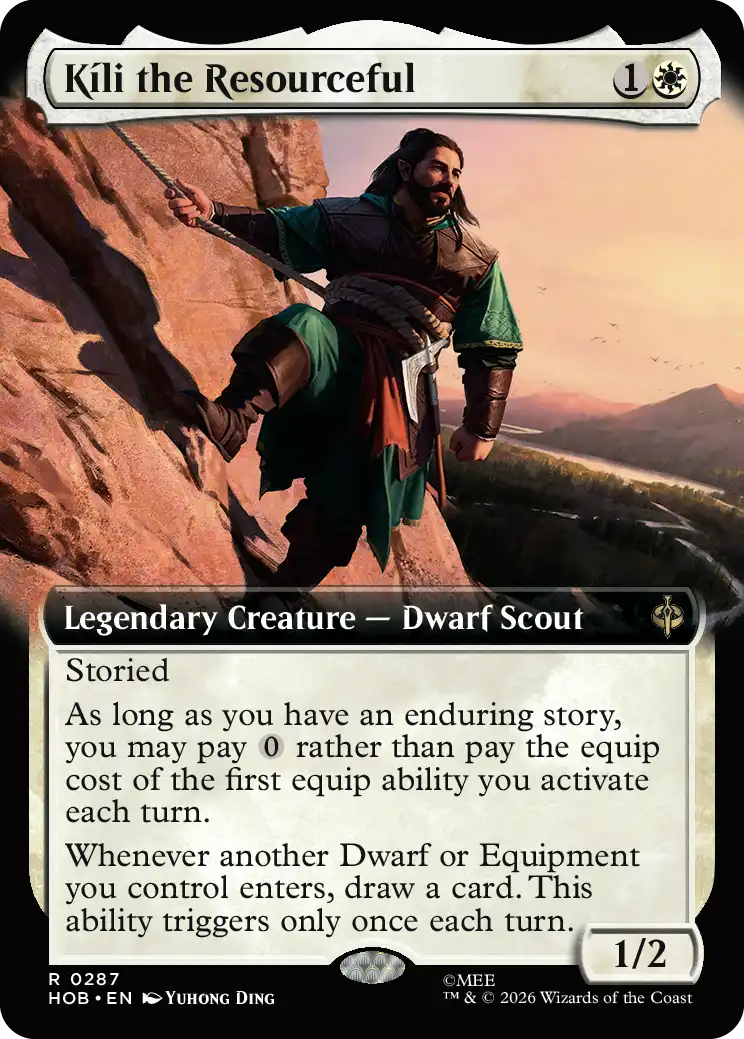 Kíli the Resourceful 1
Legendary Creature — Dwarf Scout
Storied
As long as you have an enduring story,
you may pay 0 rather than pay the equip
cost of the first equip ability you activate
each turn.
Whenever another Dwarf or Equipment
you control enters, draw a card. This
ability triggers only once each turn.
1/2
R 0287
HOB • EN Yuhong Ding
©MEE
™ & © 2026 Wizards of the Coast